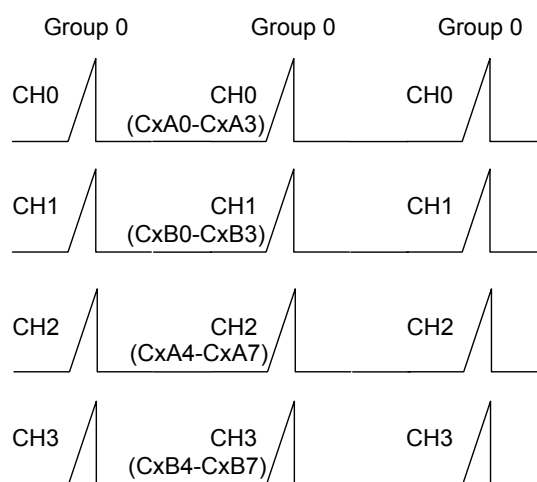 Group 0 Group 0 Group 0
CH0 CH0 CH0
(CxA0-CxA3)
CH1 CH1 CH1
(CxB0-CxB3)
CH2 CH2 CH2
(CxA4-CxA7)
CH3 CH3 CH3
(CxB4-CxB7)